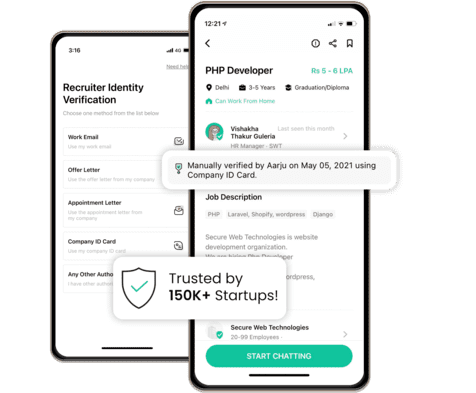 3:16
4G
Need help
Recruiter Identity
Verification
Choose one method from the list below
Work Email
Use my work email
Offer Letter
Use the offer letter from my company
Appointment Letter
Use the appointment letter from
my company
Company ID Card
Use my company ID card
Any Other Autho
I have other autho
12:21
PHP Developer
Rs 5 - 6 LPA
Delhi
3-5 Years
Graduation/Diploma
Can Work From Home
Vishakha
Thakur Guleria
Last seen this month
HR Manager · SWT
Manually verified by Aarju on May 05, 2021 using
Company ID Card.
Job Description
PHP
Laravel, Shopify, wordpress
Django
Secure Web Technologies is website
development organization.
We are hiring Php Developer
wordpress,
Trusted by
150K+ Startups!
Secure Web Technologies
20-99 Employees ·
START CHATTING